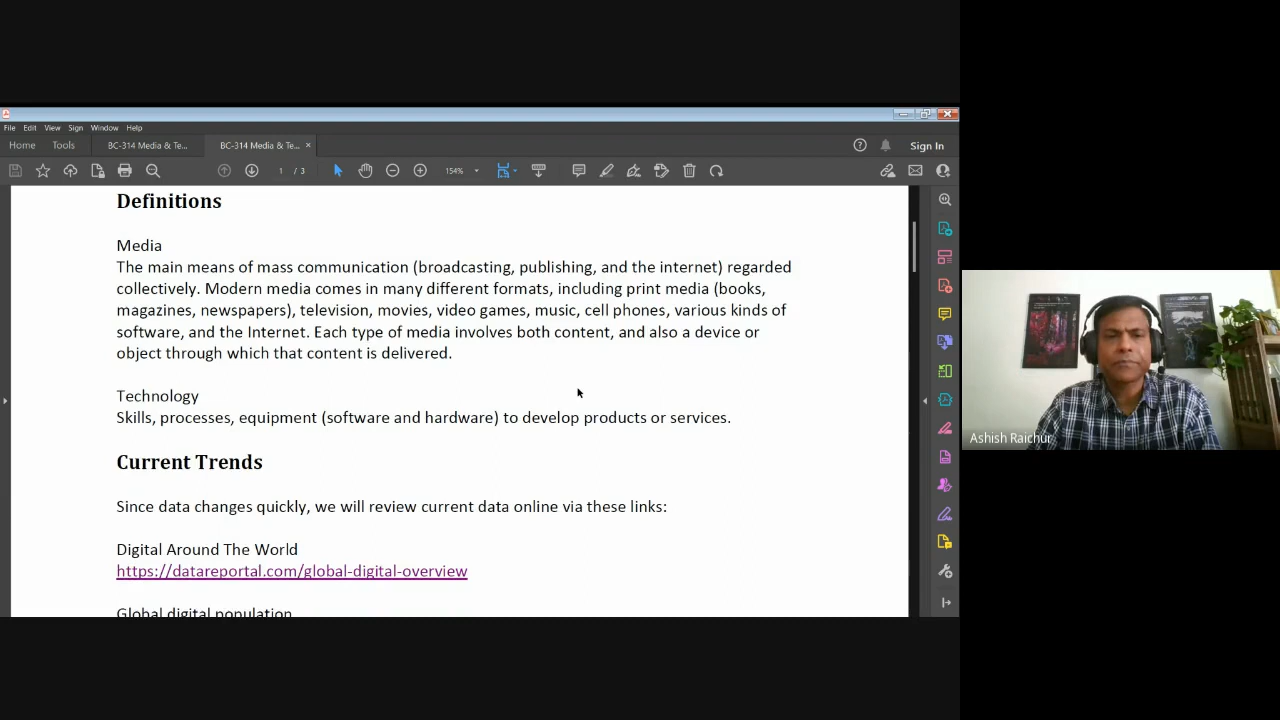 File Edit View Sign Window Help
Home Tools BC-314 Media & Te... BC-314 Media & Te... × Sign In
1 / 3 154%
Definitions
Media
The main means of mass communication (broadcasting, publishing, and the internet) regarded
collectively. Modern media comes in many different formats, including print media (books,
magazines, newspapers), television, movies, video games, music, cell phones, various kinds of
software, and the Internet. Each type of media involves both content, and also a device or
object through which that content is delivered.
Technology
Skills, processes, equipment (software and hardware) to develop products or services.
Current Trends
Since data changes quickly, we will review current data online via these links:
Digital Around The World
https://datareportal.com/global-digital-overview
Global digital population
Ashish Raichur